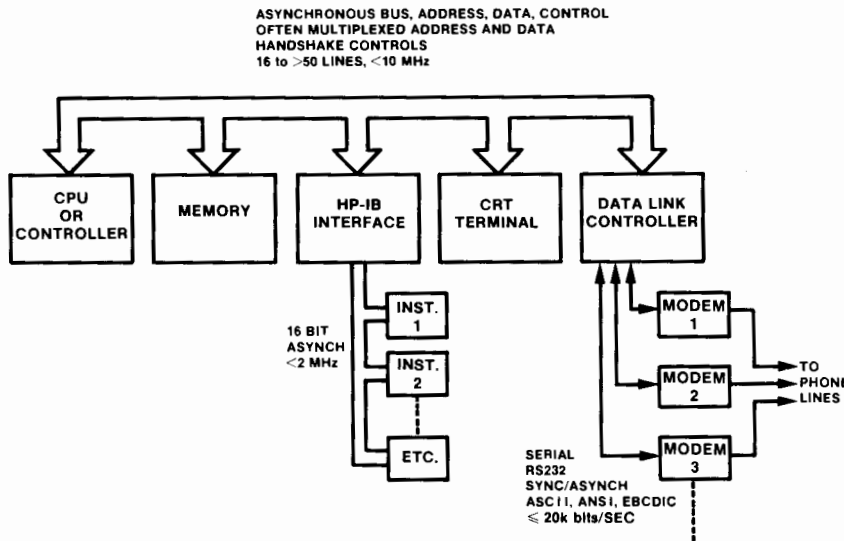 ASYNCHRONOUS BUS, ADDRESS, DATA, CONTROL
OFTEN MULTIPLEXED ADDRESS AND DATA
HANDSHAKE CONTROLS
16 to >50 LINES, <10 MHz
CPU
OR
CONTROLLER
MEMORY
HP-IB
INTERFACE
CRT
TERMINAL
DATA LINK
CONTROLLER
16 BIT
ASYNCH
<2 MHz
INST.
1
INST.
2
ETC.
MODEM
1
MODEM
2
MODEM
3
TO
PHONE
LINES
SERIAL
RS232
SYNC/ASYNCH
ASCII, ANSI, EBCDIC
≤ 20k bits/SEC